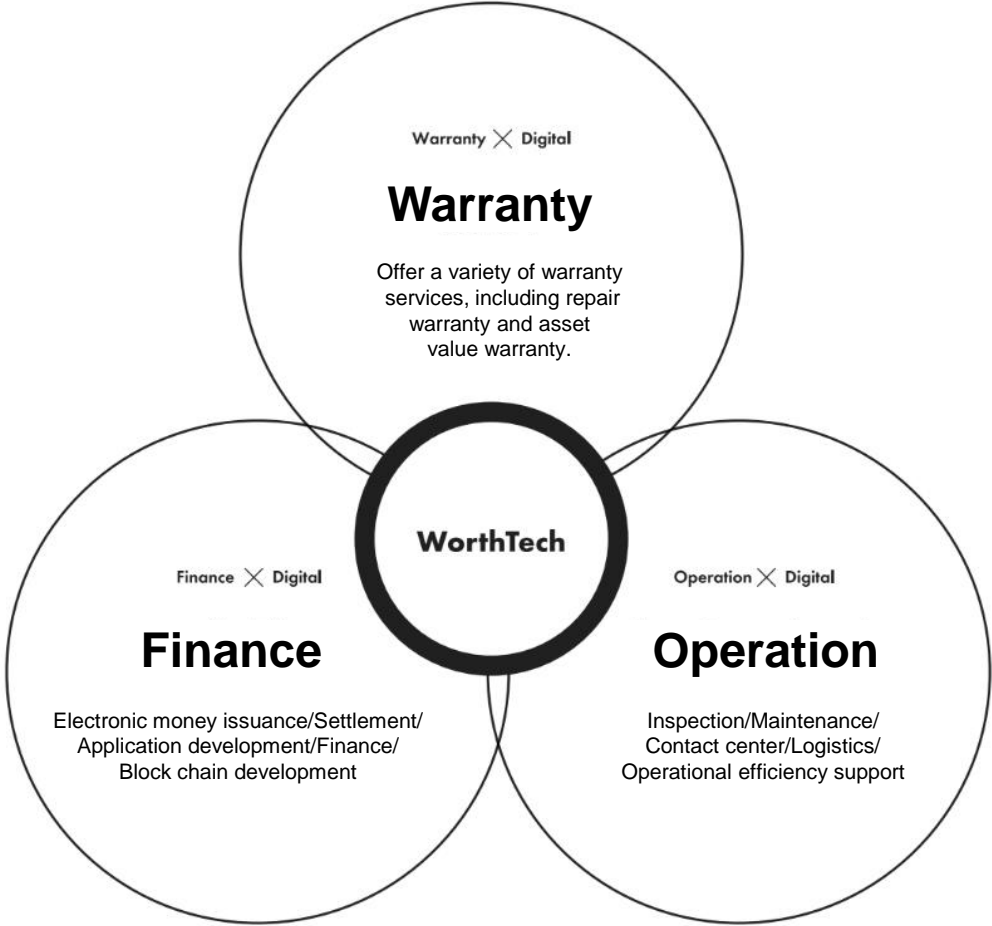 Warranty × Digital
Warranty
Offer a variety of warranty
services, including repair
warranty and asset
value warranty.
WorthTech
Finance × Digital
Finance
Electronic money issuance/Settlement/
Application development/Finance/
Block chain development
Operation × Digital
Operation
Inspection/Maintenance/
Contact center/Logistics/
Operational efficiency support